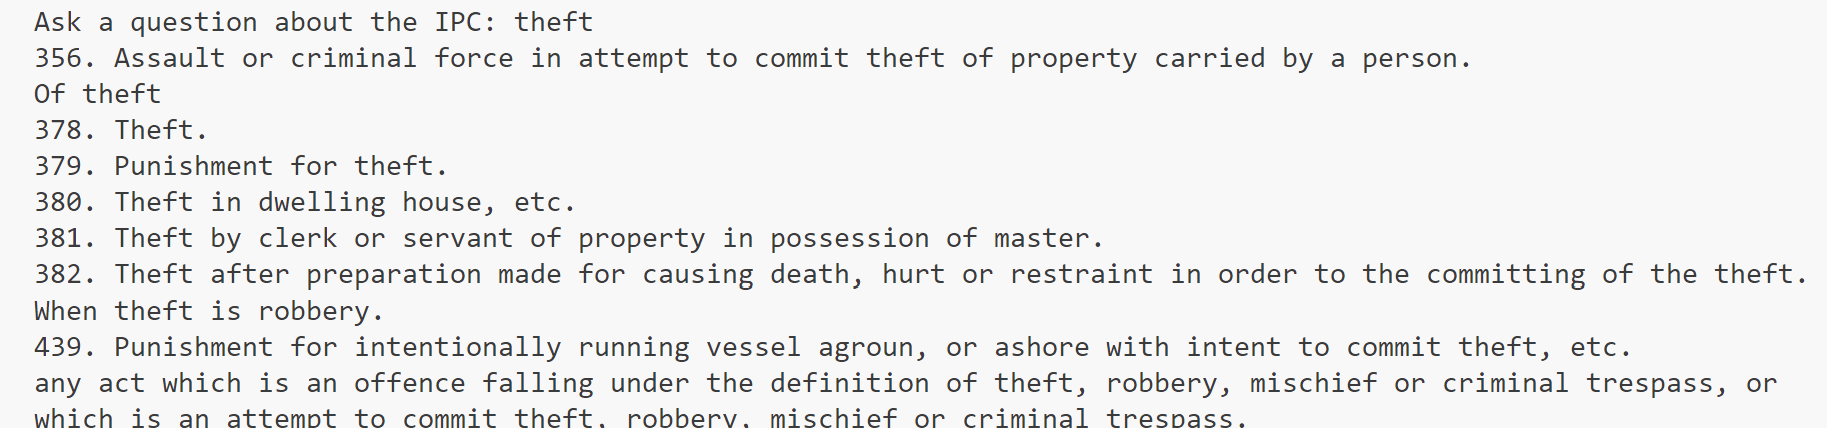 Ask a question about the IPC: theft
356. Assault or criminal force in attempt to commit theft of property carried by a person.
Of theft
378. Theft.
379. Punishment for theft.
380. Theft in dwelling house, etc.
381. Theft by clerk or servant of property in possession of master.
382. Theft after preparation made for causing death, hurt or restraint in order to the committing of the theft.
When theft is robbery.
439. Punishment for intentionally running vessel agroun, or ashore with intent to commit theft, etc.
any act which is an offence falling under the definition of theft, robbery, mischief or criminal trespass, or
which is an attempt to commit theft, robbery, mischief or criminal trespass.